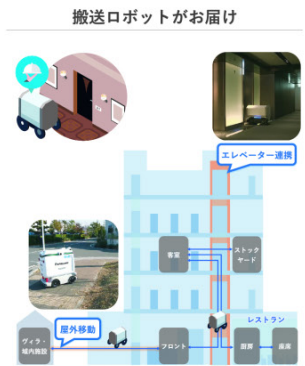 搬送ロボットがお届け
エレベーター連携
客室
ストック
ヤード
屋外移動
レストラン
ヴィラ・
域内施設
フロント
厨房
座席